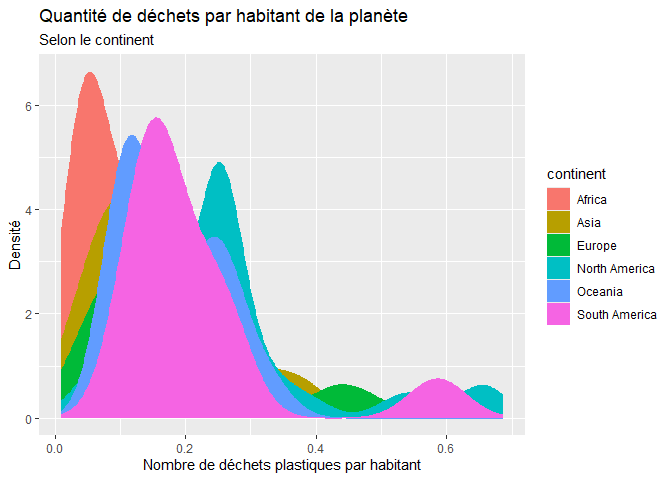 Quantité de déchets par habitant de la planète
Selon le continent
6
4
2
0
Densité
0.0 0.2 0.4 0.6
Nombre de déchets plastiques par habitant
continent
Africa
Asia
Europe
North America
Oceania
South America